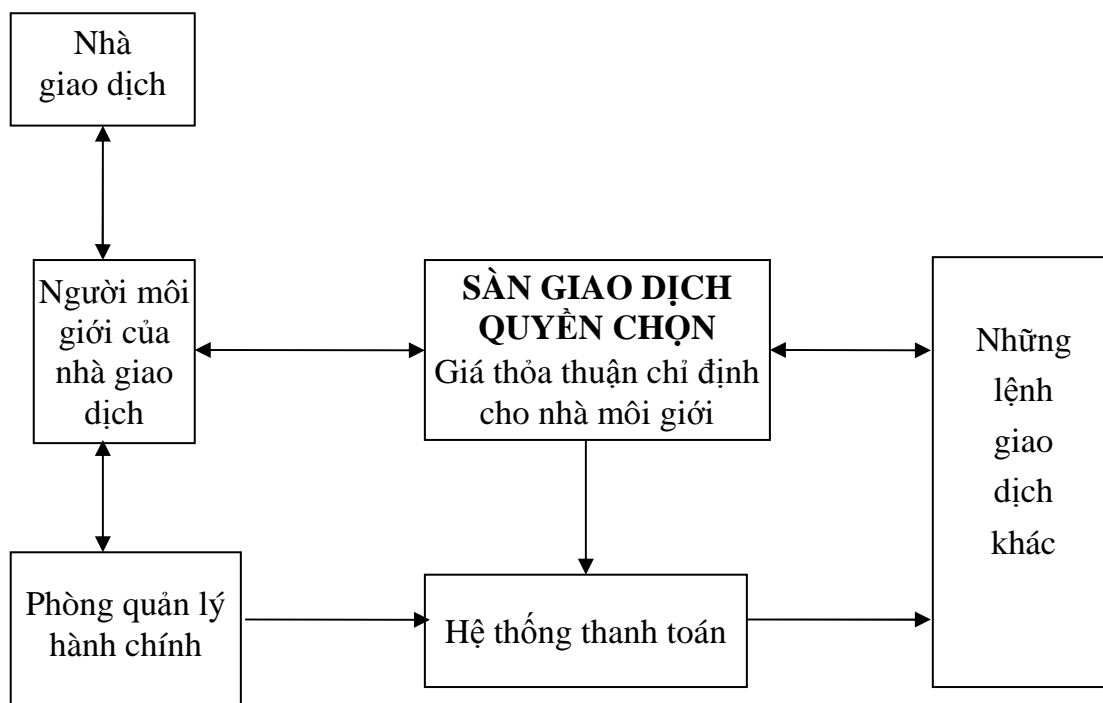 Nhà
giao dịch
Người môi
giới của
nhà giao
dịch
SÀN GIAO DỊCH
QUYỀN CHỌN
Giá thỏa thuận chỉ định
cho nhà môi giới
Những
lệnh
giao
dịch
khác
Phòng quản lý
hành chính
Hệ thống thanh toán